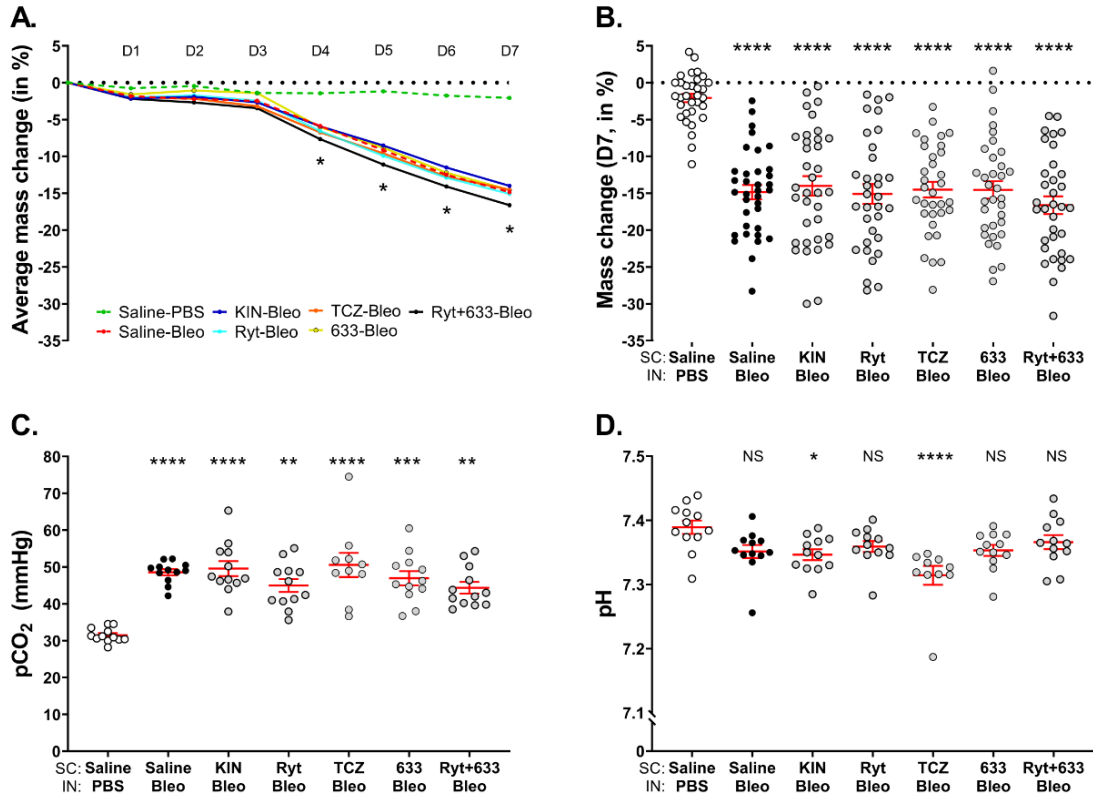 A.
D1 D2 D3 D4 D5 D6 D7
Average mass change (in %)
5
0
-5
-10
-15
-20
-25
-30
-35
*
*
*
*
Saline-PBS KIN-Bleo TCZ-Bleo Ryt+633-Bleo
Saline-Bleo Ryt-Bleo 633-Bleo
B.
Mass change (D7, in %)
5
0
-5
-10
-15
-20
-25
-30
-35
**** **** **** **** **** ****
SC: Saline Saline KIN Ryt TCZ 633 Ryt+633
IN: PBS Bleo Bleo Bleo Bleo Bleo Bleo
C.
pCO2 (mmHg)
80
70
60
50
40
30
20
10
0
**** **** ** **** *** **
SC: Saline Saline KIN Ryt TCZ 633 Ryt+633
IN: PBS Bleo Bleo Bleo Bleo Bleo Bleo
D.
pH
7.5
7.4
7.3
7.2
7.1
0
NS * NS **** NS NS
SC: Saline Saline KIN Ryt TCZ 633 Ryt+633
IN: PBS Bleo Bleo Bleo Bleo Bleo Bleo